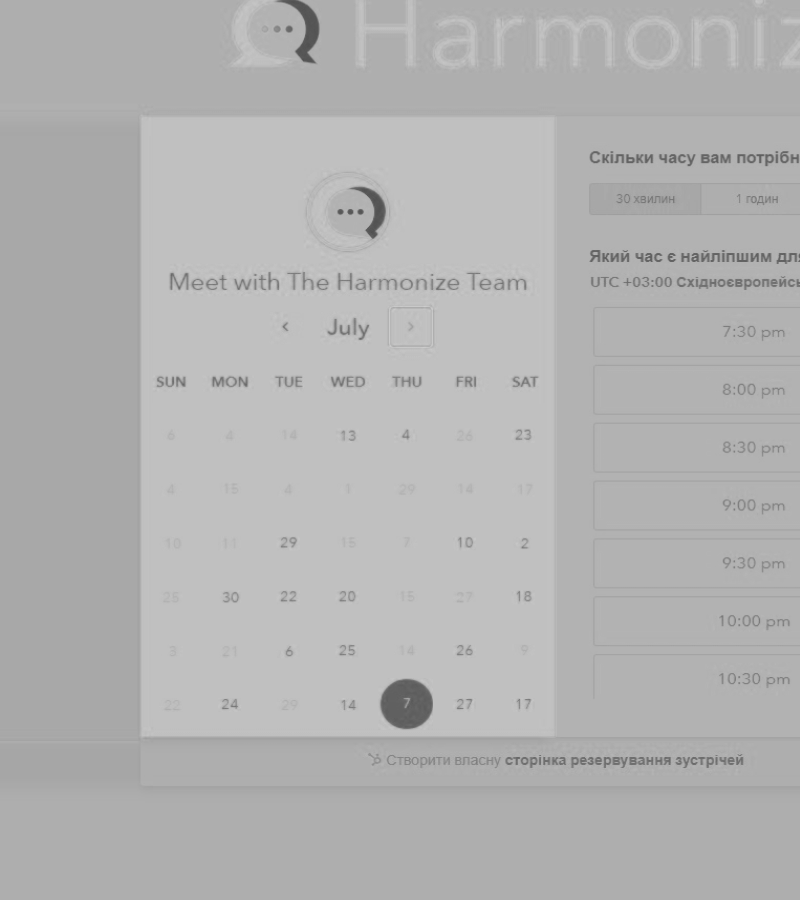 Harmoniz
Meet with The Harmonize Team
July
SUN MON TUE WED THU FRI SAT
6 4 14 13 4 26 23
4 15 4 1 29 14 17
10 11 29 15 7 10 2
25 30 22 20 15 27 18
3 21 6 25 14 26 9
22 24 29 14 7 27 17
Скільки часу вам потрібн
30 хвилин 1 годин
Який час є найліпшим для
UTC +03:00 Східноєвропейсь
7:30 pm
8:00 pm
8:30 pm
9:00 pm
9:30 pm
10:00 pm
10:30 pm
Створити власну сторінка резервування зустрічей